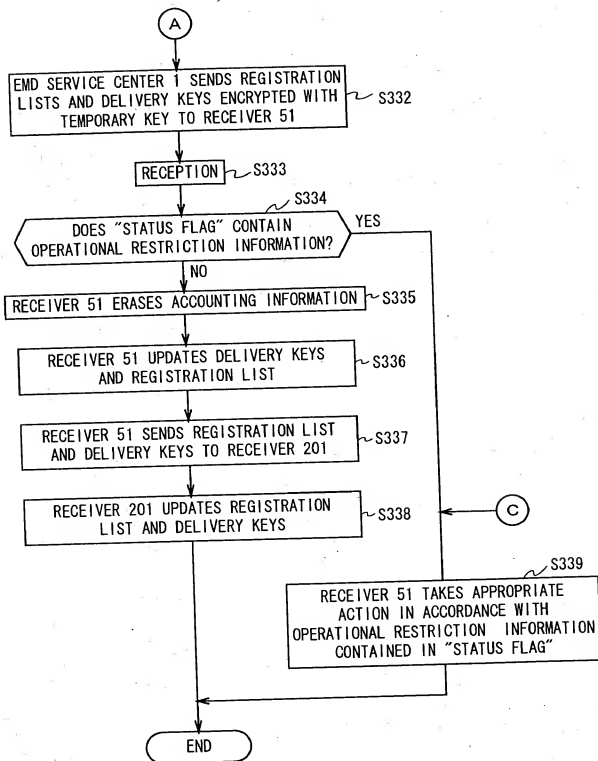 A
EMD SERVICE CENTER 1 SENDS REGISTRATION
LISTS AND DELIVERY KEYS ENCRYPTED WITH
TEMPORARY KEY TO RECEIVER 51
S332
RECEPTION
S333
S334
DOES "STATUS FLAG" CONTAIN
OPERATIONAL RESTRICTION INFORMATION?
YES
NO
RECEIVER 51 ERASES ACCOUNTING INFORMATION
S335
RECEIVER 51 UPDATES DELIVERY KEYS
AND REGISTRATION LIST
S336
RECEIVER 51 SENDS REGISTRATION LIST
AND DELIVERY KEYS TO RECEIVER 201
S337
RECEIVER 201 UPDATES REGISTRATION
LIST AND DELIVERY KEYS
S338
C
S339
RECEIVER 51 TAKES APPROPRIATE
ACTION IN ACCORDANCE WITH
OPERATIONAL RESTRICTION INFORMATION
CONTAINED IN "STATUS FLAG"
END